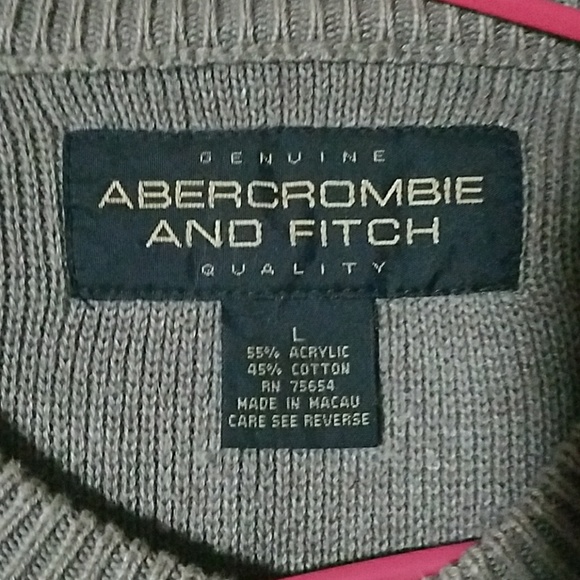 GENUINE
ABERCROMBIE
AND FITCH
QUALITY
L
55% ACRYLIC
45% COTTON
RN 75654
MADE IN MACAU
CARE SEE REVERSE